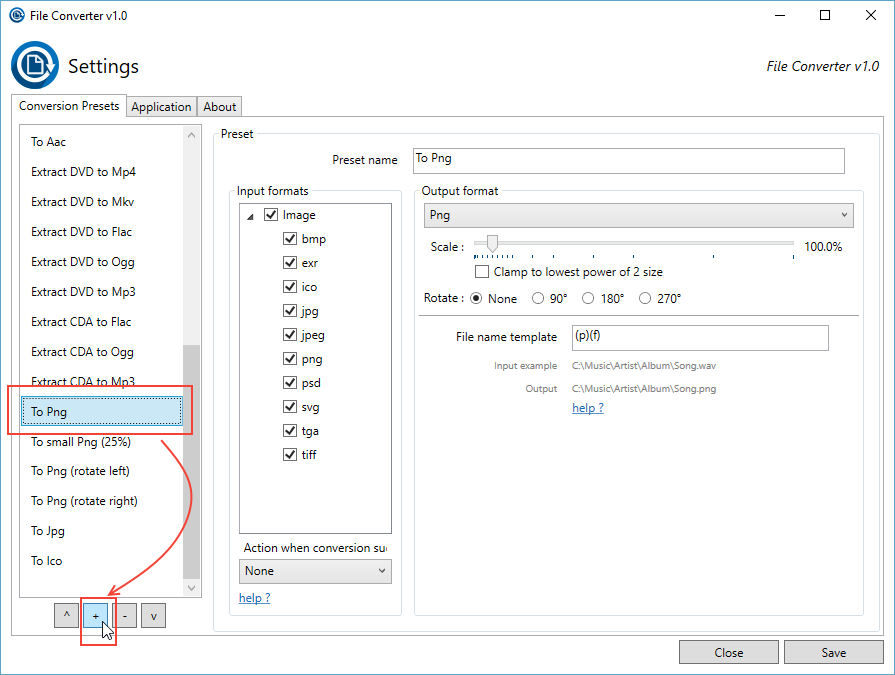 File Converter v1.0
Settings
File Converter v1.0
Conversion Presets
Application
About
To Aac
Extract DVD to Mp4
Extract DVD to Mkv
Extract DVD to Flac
Extract DVD to Ogg
Extract DVD to Mp3
Extract CDA to Flac
Extract CDA to Ogg
Extract CDA to Mp3
To Png
To small Png (25%)
To Png (rotate left)
To Png (rotate right)
To Jpg
To Ico
^ + - v
Preset
Preset name
To Png
Input formats
Image
bmp
exr
ico
jpg
jpeg
png
psd
svg
tga
tiff
Action when conversion su
None
help ?
Output format
Png
Scale : 100.0%
Clamp to lowest power of 2 size
Rotate : None 90° 180° 270°
File name template (p)(f)
Input example C:\Music\Artist\Album\Song.wav
Output C:\Music\Artist\Album\Song.png
help ?
Close
Save